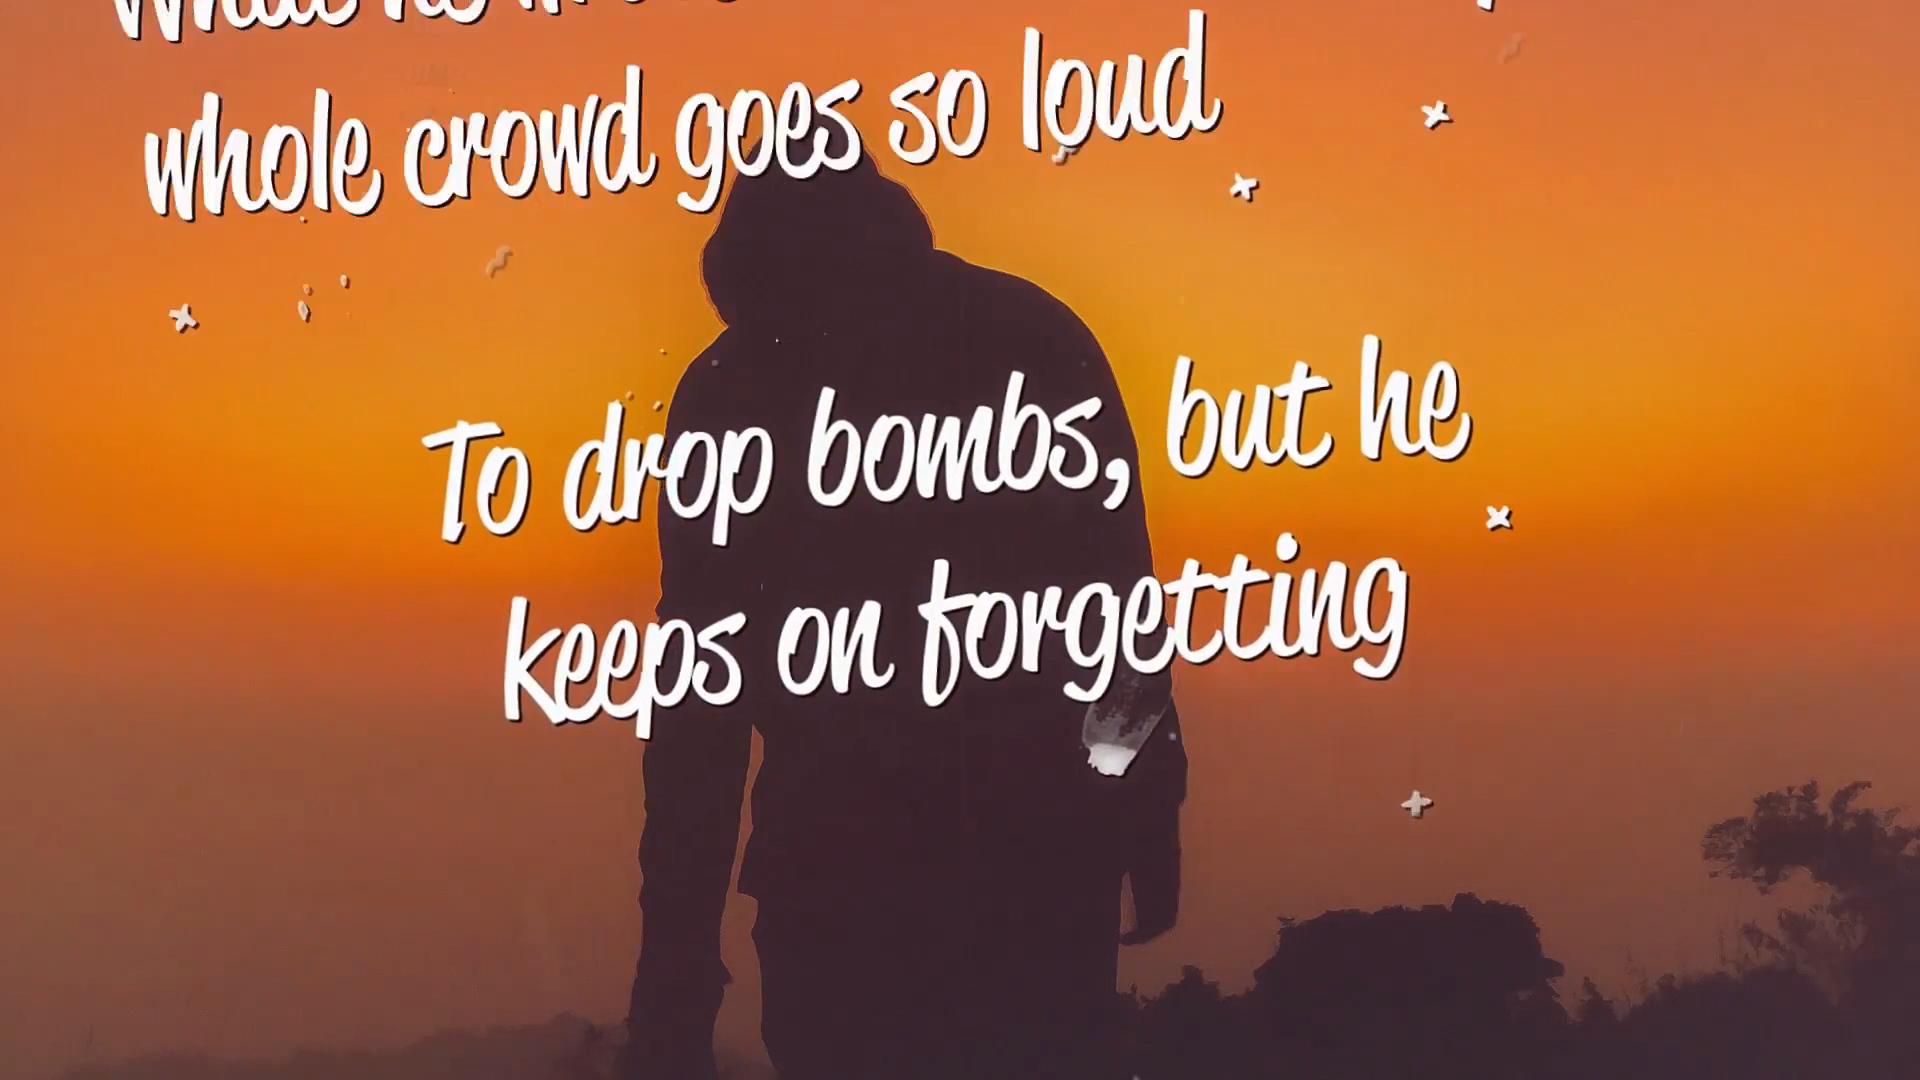 whole crowd goes so loud
To drop bombs, but he
keeps on forgetting